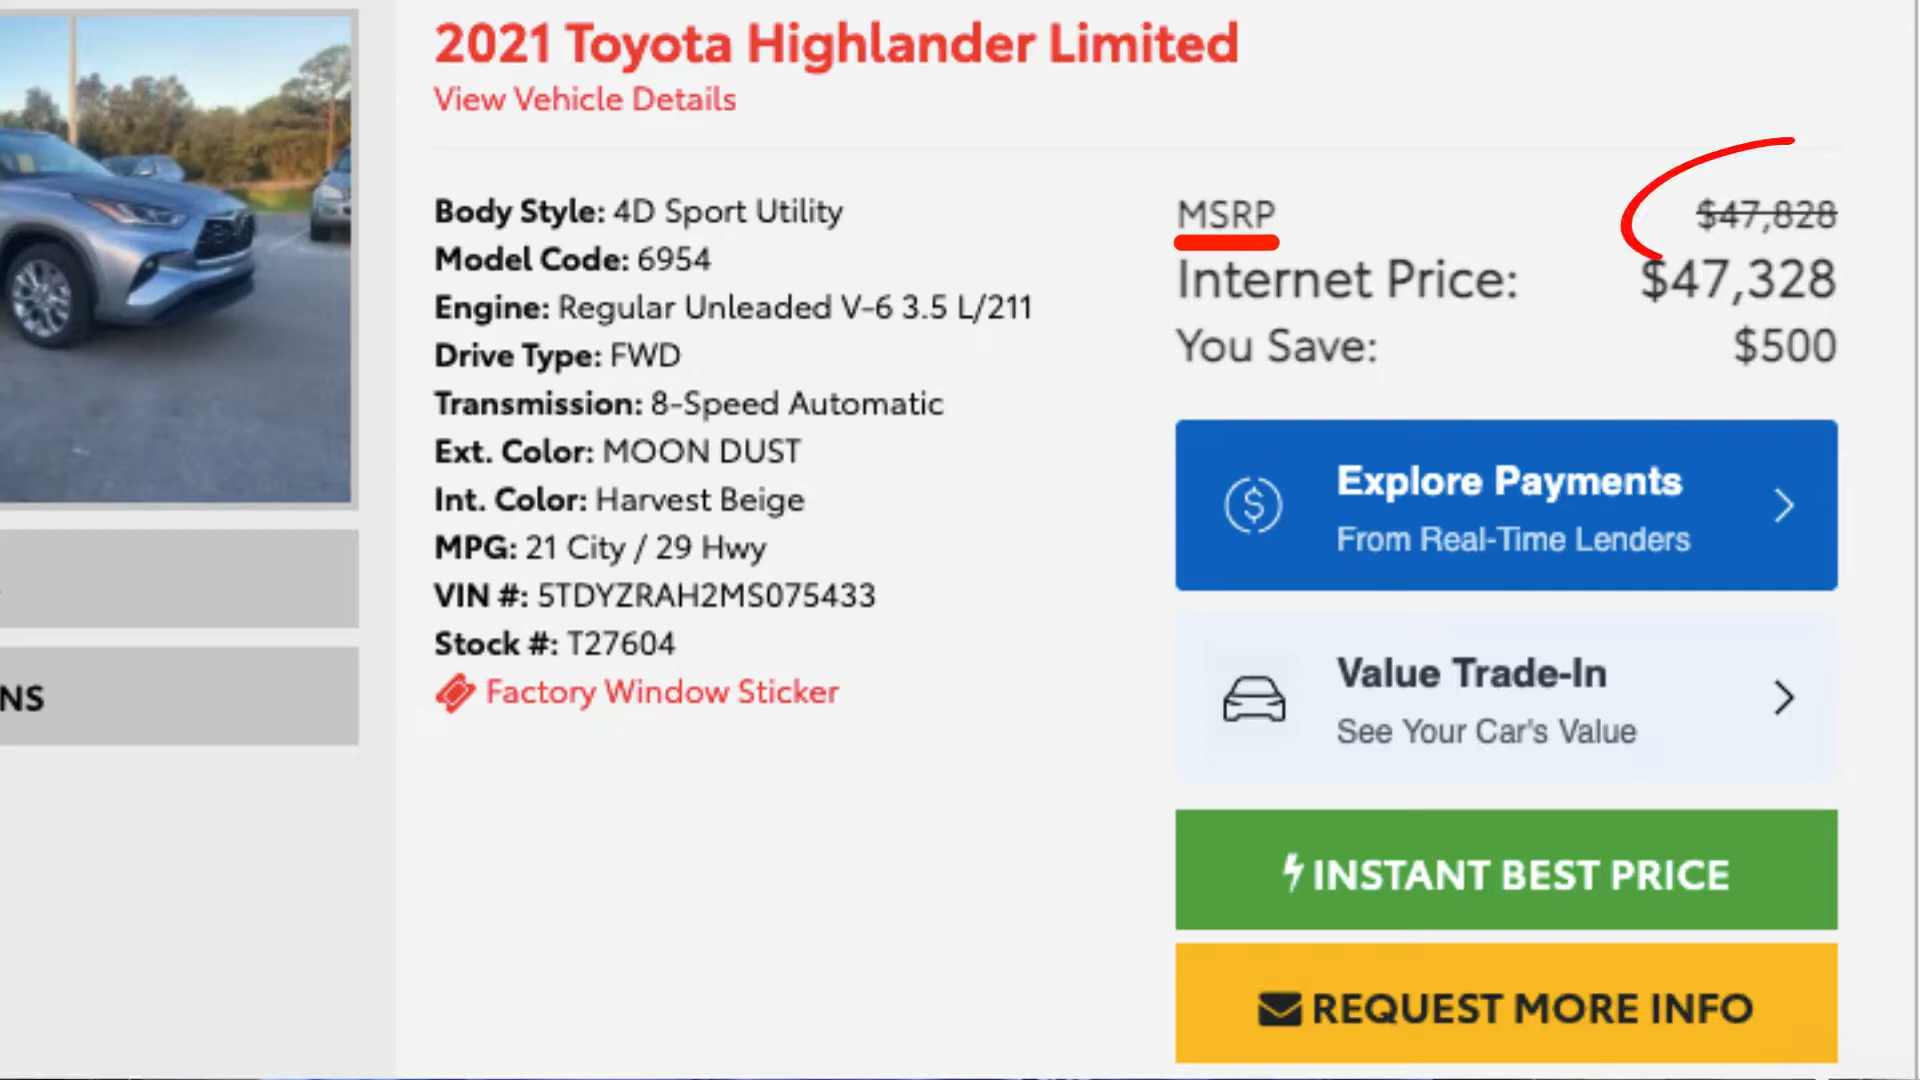 2021 Toyota Highlander Limited
View Vehicle Details
Body Style: 4D Sport Utility
Model Code: 6954
Engine: Regular Unleaded V-6 3.5 L/211
Drive Type: FWD
Transmission: 8-Speed Automatic
Ext. Color: MOON DUST
Int. Color: Harvest Beige
MPG: 21 City / 29 Hwy
VIN #: 5TDYZRAH2MS075433
Stock #: T27604
Factory Window Sticker
MSRP $47,828
Internet Price: $47,328
You Save: $500
Explore Payments
From Real-Time Lenders
Value Trade-In
See Your Car's Value
INSTANT BEST PRICE
REQUEST MORE INFO
NS